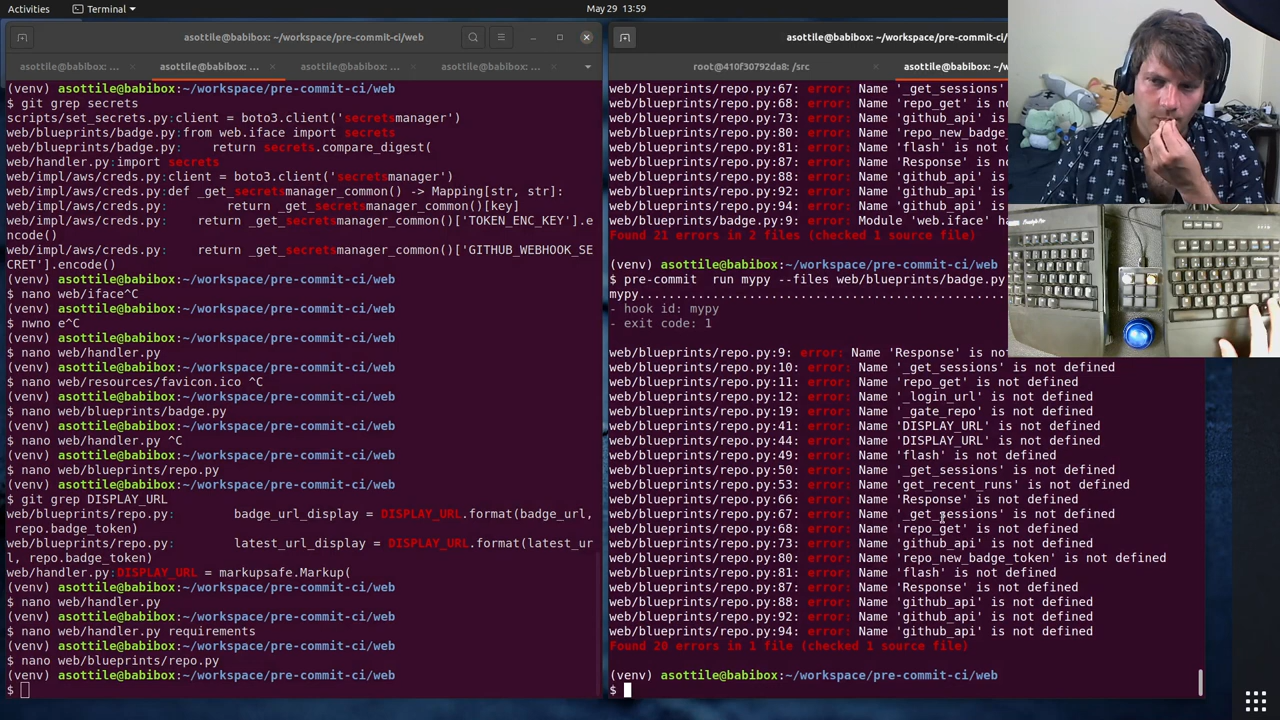 Activities
Terminal
May 29 13:59
asottile@babibox: ~/workspace/pre-commit-ci/web
asottile@babibox: ...
asottile@babibox: ...
asottile@babibox: ...
asottile@babibox: ...
(venv) asottile@babibox:~/workspace/pre-commit-ci/web
$ git grep secrets
scripts/set_secrets.py:client = boto3.client('secretsmanager')
web/blueprints/badge.py:from web.iface import secrets
web/blueprints/badge.py:    return secrets.compare_digest(
web/handler.py:import secrets
web/impl/aws/creds.py:client = boto3.client('secretsmanager')
web/impl/aws/creds.py:def _get_secretsmanager_common() -> Mapping[str, str]:
web/impl/aws/creds.py:        return _get_secretsmanager_common()[key]
web/impl/aws/creds.py:    return _get_secretsmanager_common()['TOKEN_ENC_KEY'].e
ncode()
web/impl/aws/creds.py:    return _get_secretsmanager_common()['GITHUB_WEBHOOK_SE
CRET'].encode()
(venv) asottile@babibox:~/workspace/pre-commit-ci/web
$ nano web/iface^C
(venv) asottile@babibox:~/workspace/pre-commit-ci/web
$ nwno e^C
(venv) asottile@babibox:~/workspace/pre-commit-ci/web
$ nano web/handler.py
(venv) asottile@babibox:~/workspace/pre-commit-ci/web
$ nano web/resources/favicon.ico ^C
(venv) asottile@babibox:~/workspace/pre-commit-ci/web
$ nano web/blueprints/badge.py
(venv) asottile@babibox:~/workspace/pre-commit-ci/web
$ nano web/handler.py ^C
(venv) asottile@babibox:~/workspace/pre-commit-ci/web
$ nano web/blueprints/repo.py
(venv) asottile@babibox:~/workspace/pre-commit-ci/web
$ git grep DISPLAY_URL
web/blueprints/repo.py:        badge_url_display = DISPLAY_URL.format(badge_url,
 repo.badge_token)
web/blueprints/repo.py:        latest_url_display = DISPLAY_URL.format(latest_ur
l, repo.badge_token)
web/handler.py:DISPLAY_URL = markupsafe.Markup(
(venv) asottile@babibox:~/workspace/pre-commit-ci/web
$ nano web/handler.py
(venv) asottile@babibox:~/workspace/pre-commit-ci/web
$ nano web/handler.py requirements
(venv) asottile@babibox:~/workspace/pre-commit-ci/web
$ nano web/blueprints/repo.py
(venv) asottile@babibox:~/workspace/pre-commit-ci/web
$
asottile@babibox: ~/workspace/pre-commit-ci/
root@410f30792da8: /src
asottile@babibox: ~/w
web/blueprints/repo.py:67: error: Name '_get_sessions'
web/blueprints/repo.py:68: error: Name 'repo_get' is no
web/blueprints/repo.py:73: error: Name 'github_api' is
web/blueprints/repo.py:80: error: Name 'repo_new_badge_
web/blueprints/repo.py:81: error: Name 'flash' is not d
web/blueprints/repo.py:87: error: Name 'Response' is no
web/blueprints/repo.py:88: error: Name 'github_api' is
web/blueprints/repo.py:92: error: Name 'github_api' is
web/blueprints/repo.py:94: error: Name 'github_api' is
web/blueprints/badge.py:9: error: Module 'web.iface' ha
Found 21 errors in 2 files (checked 1 source file)
(venv) asottile@babibox:~/workspace/pre-commit-ci/web
$ pre-commit  run mypy --files web/blueprints/badge.py
mypy.....................................................
- hook id: mypy
- exit code: 1
web/blueprints/repo.py:9: error: Name 'Response' is not
web/blueprints/repo.py:10: error: Name '_get_sessions' is not defined
web/blueprints/repo.py:11: error: Name 'repo_get' is not defined
web/blueprints/repo.py:12: error: Name '_login_url' is not defined
web/blueprints/repo.py:19: error: Name '_gate_repo' is not defined
web/blueprints/repo.py:41: error: Name 'DISPLAY_URL' is not defined
web/blueprints/repo.py:44: error: Name 'DISPLAY_URL' is not defined
web/blueprints/repo.py:49: error: Name 'flash' is not defined
web/blueprints/repo.py:50: error: Name '_get_sessions' is not defined
web/blueprints/repo.py:53: error: Name 'get_recent_runs' is not defined
web/blueprints/repo.py:66: error: Name 'Response' is not defined
web/blueprints/repo.py:67: error: Name '_get_sessions' is not defined
web/blueprints/repo.py:68: error: Name 'repo_get' is not defined
web/blueprints/repo.py:73: error: Name 'github_api' is not defined
web/blueprints/repo.py:80: error: Name 'repo_new_badge_token' is not defined
web/blueprints/repo.py:81: error: Name 'flash' is not defined
web/blueprints/repo.py:87: error: Name 'Response' is not defined
web/blueprints/repo.py:88: error: Name 'github_api' is not defined
web/blueprints/repo.py:92: error: Name 'github_api' is not defined
web/blueprints/repo.py:94: error: Name 'github_api' is not defined
Found 20 errors in 1 file (checked 1 source file)
(venv) asottile@babibox:~/workspace/pre-commit-ci/web
$